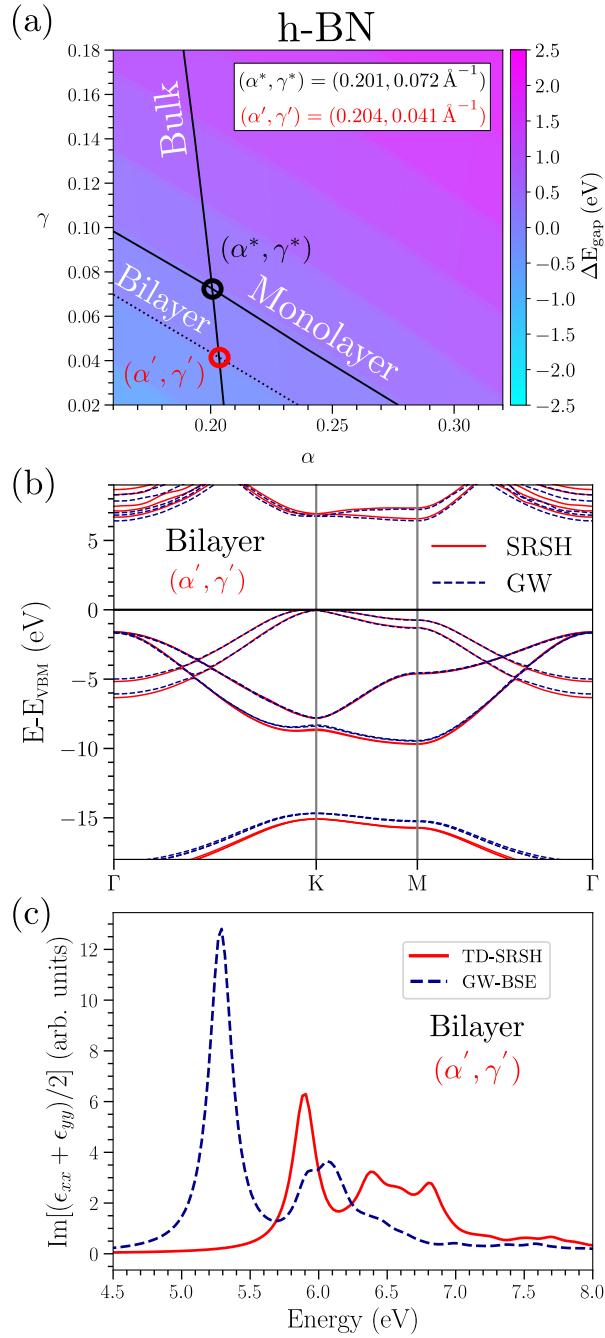 (a)
h-BN
0.18
0.16
0.14
0.12
0.10
0.08
0.06
0.04
0.02
γ
Bulk
(α*, γ*) = (0.201, 0.072 Å⁻¹)
(α′, γ′) = (0.204, 0.041 Å⁻¹)
(α*, γ*)
Bilayer
Monolayer
(α′, γ′)
0.20
0.25
0.30
α
2.5
2.0
1.5
1.0
0.5
0.0
−0.5
−1.0
−1.5
−2.0
−2.5
ΔE_gap (eV)
(b)
5
0
−5
−10
−15
E-E_VBM (eV)
Bilayer
(α′, γ′)
SRSH
GW
Γ
K
M
Γ
(c)
12
10
8
6
4
2
0
Im[(ϵ_xx + ϵ_yy)/2] (arb. units)
TD-SRSH
GW-BSE
Bilayer
(α′, γ′)
4.5
5.0
5.5
6.0
6.5
7.0
7.5
8.0
Energy (eV)